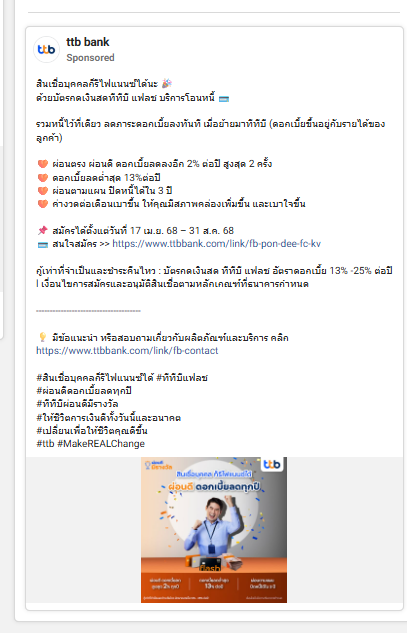 ttb bank
Sponsored
สินเชื่อบุคคลก็รีไฟแนนซ์ได้นะ 🎉
ด้วยบัตรกดเงินสดทีทีบี แฟลช บริการโอนหนี้ 💳
รวมหนี้ไว้ที่เดียว ลดภาระดอกเบี้ยลงทันที เมื่อย้ายมาทีทีบี (ดอกเบี้ยขึ้นอยู่กับรายได้ของ
ลูกค้า)
🧡 ผ่อนตรง ผ่อนดี ดอกเบี้ยลดลงอีก 2% ต่อปี สูงสุด 2 ครั้ง
🧡 ดอกเบี้ยลดต่ำสุด 13%ต่อปี
🧡 ผ่อนตามแผน ปิดหนี้ได้ใน 3 ปี
🧡 ค่างวดต่อเดือนเบาขึ้น ให้คุณมีสภาพคล่องเพิ่มขึ้น และเบาใจขึ้น
📌 สมัครได้ตั้งแต่วันที่ 17 เม.ย. 68 – 31 ส.ค. 68
💳 สนใจสมัคร >> https://www.ttbbank.com/link/fb-pon-dee-fc-kv
กู้เท่าที่จำเป็นและชำระคืนไหว : บัตรกดเงินสด ทีทีบี แฟลช อัตราดอกเบี้ย 13% -25% ต่อปี
l เงื่อนไขการสมัครและอนุมัติสินเชื่อตามหลักเกณฑ์ที่ธนาคารกำหนด
-----------------------------------
💡 มีข้อแนะนำ หรือสอบถามเกี่ยวกับผลิตภัณฑ์และบริการ คลิก
https://www.ttbbank.com/link/fb-contact
#สินเชื่อบุคคลก็รีไฟแนนซ์ได้ #ทีทีบีแฟลช
#ผ่อนดีดอกเบี้ยลดทุกปี
#ทีทีบีผ่อนดีมีรางวัล
#ให้ชีวิตการเงินดีทั้งวันนี้และอนาคต
#เปลี่ยนเพื่อให้ชีวิตคุณดีขึ้น
#ttb #MakeREALChange
ผ่อนดี
มีรางวัล
ttb
สินเชื่อบุคคล ก็รีไฟแนนซ์ได้
ผ่อนดี ดอกเบี้ยลดทุกปี
flash
2%
13%